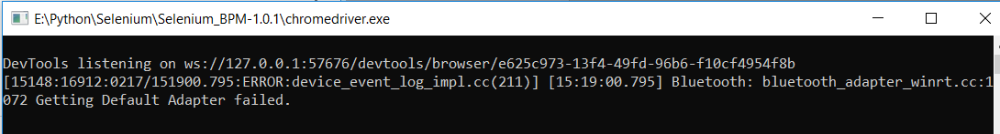 E:\Python\Selenium\Selenium_BPM-1.0.1\chromedriver.exe
DevTools listening on ws://127.0.0.1:57676/devtools/browser/e625c973-13f4-49fd-96b6-f10cf4954f8b
[15148:16912:0217/151900.795:ERROR:device_event_log_impl.cc(211)] [15:19:00.795] Bluetooth: bluetooth_adapter_winrt.cc:1
072 Getting Default Adapter failed.